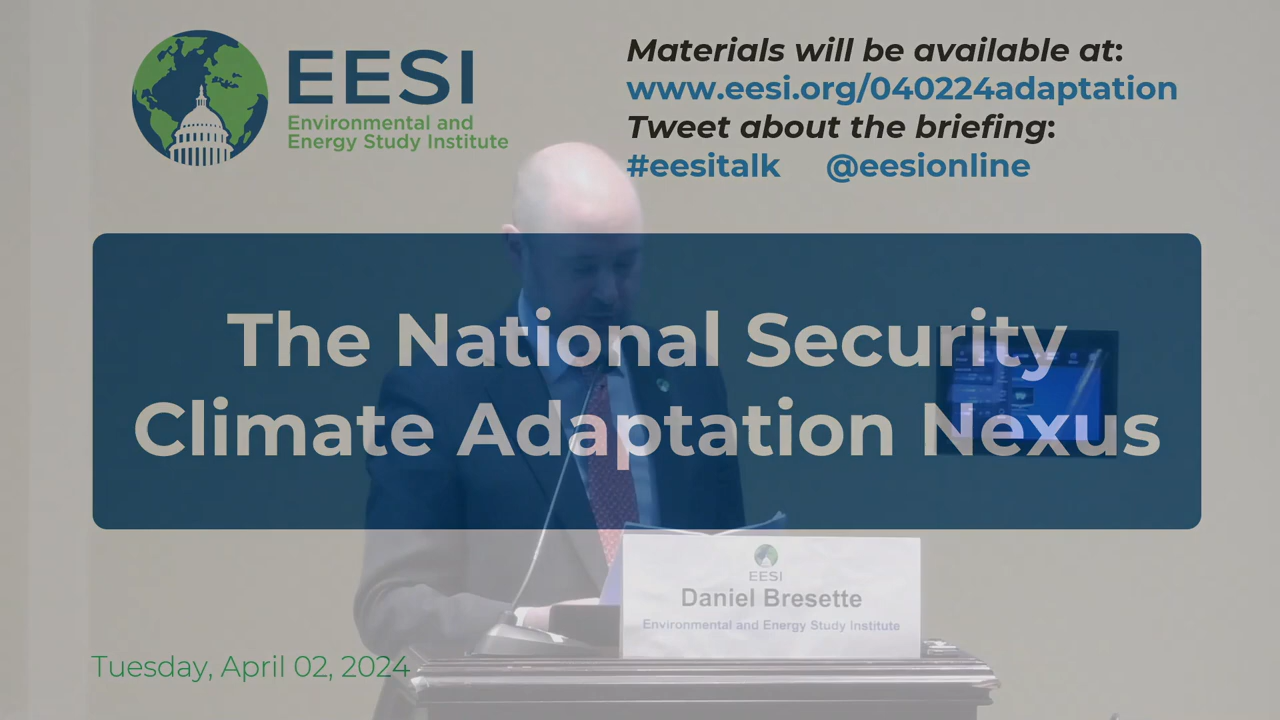 EESI
Environmental and
Energy Study Institute
Materials will be available at:
www.eesi.org/040224adaptation
Tweet about the briefing:
#eesitalk @eesionline
The National Security
Climate Adaptation Nexus
EESI
Daniel Bresette
Environmental and Energy Study Institute
Tuesday, April 02, 2024